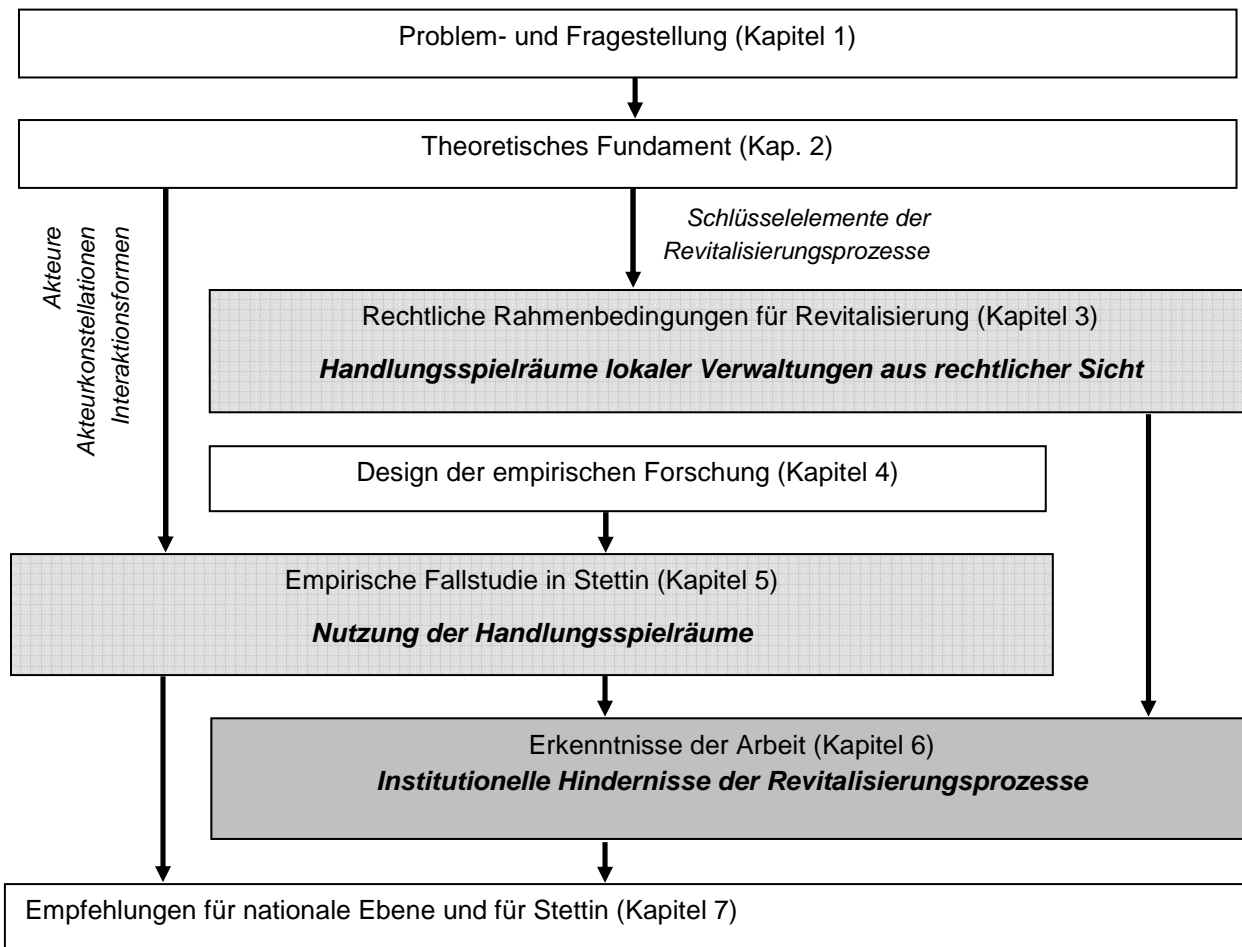 Problem- und Fragestellung (Kapitel 1)
Theoretisches Fundament (Kap. 2)
Schlüsselelemente der
Revitalisierungsprozesse
Akteure
Akteurkonstellationen
Interaktionsformen
Rechtliche Rahmenbedingungen für Revitalisierung (Kapitel 3)
Handlungsspielräume lokaler Verwaltungen aus rechtlicher Sicht
Design der empirischen Forschung (Kapitel 4)
Empirische Fallstudie in Stettin (Kapitel 5)
Nutzung der Handlungsspielräume
Erkenntnisse der Arbeit (Kapitel 6)
Institutionelle Hindernisse der Revitalisierungsprozesse
Empfehlungen für nationale Ebene und für Stettin (Kapitel 7)